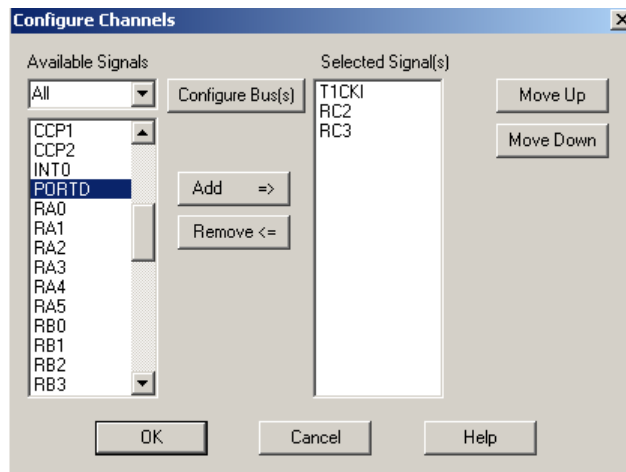 Configure Channels
Available Signals
Selected Signal(s)
All
Configure Bus(s)
CCP1
CCP2
INT0
PORTD
RA0
RA1
RA2
RA3
RA4
RA5
RB0
RB1
RB2
RB3
Add =>
Remove <=
T1CKI
RC2
RC3
Move Up
Move Down
OK
Cancel
Help